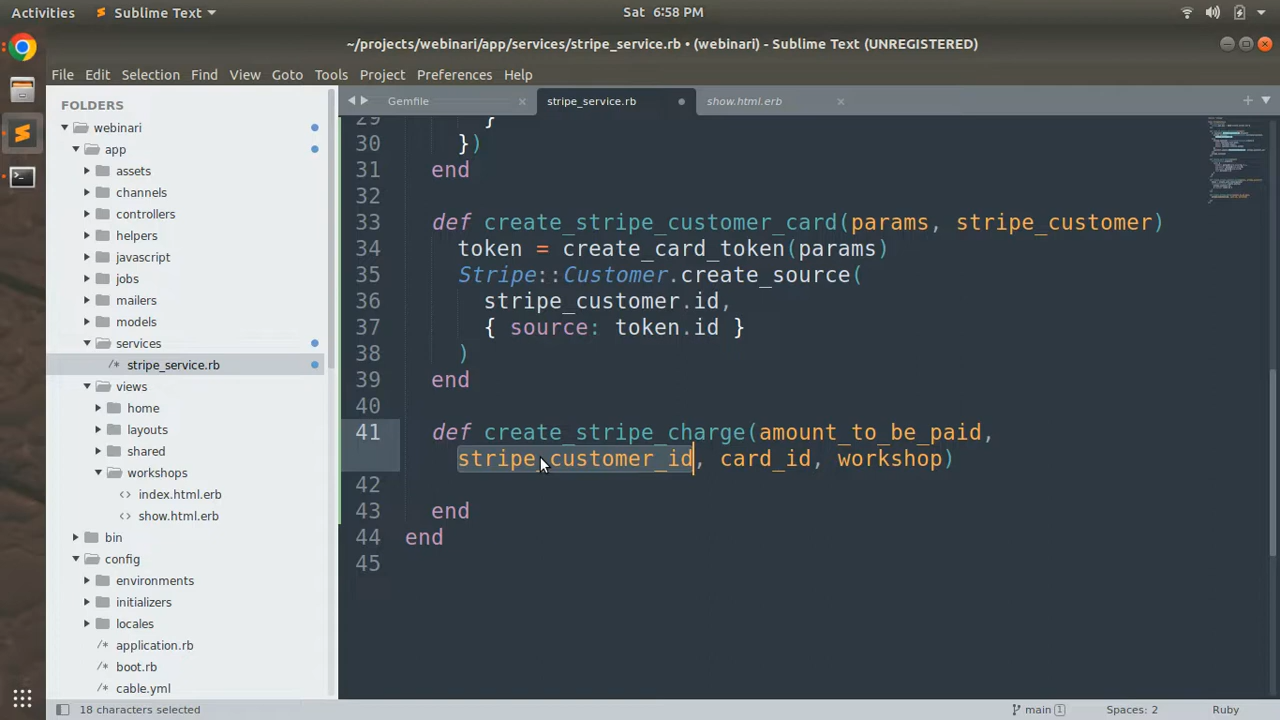 Activities Sublime Text Sat 6:58 PM
~/projects/webinari/app/services/stripe_service.rb • (webinari) - Sublime Text (UNREGISTERED)
File Edit Selection Find View Goto Tools Project Preferences Help
FOLDERS
webinari
app
assets
channels
controllers
helpers
javascript
jobs
mailers
models
services
/* stripe_service.rb
views
home
layouts
shared
workshops
<> index.html.erb
<> show.html.erb
bin
config
environments
initializers
locales
/* application.rb
/* boot.rb
/* cable.yml
Gemfile stripe_service.rb show.html.erb
29 }
30 })
31 end
32
33 def create_stripe_customer_card(params, stripe_customer)
34 token = create_card_token(params)
35 Stripe::Customer.create_source(
36 stripe_customer.id,
37 { source: token.id }
38 )
39 end
40
41 def create_stripe_charge(amount_to_be_paid,
stripe_customer_id, card_id, workshop)
42
43 end
44 end
45
18 characters selected main 1 Spaces: 2 Ruby